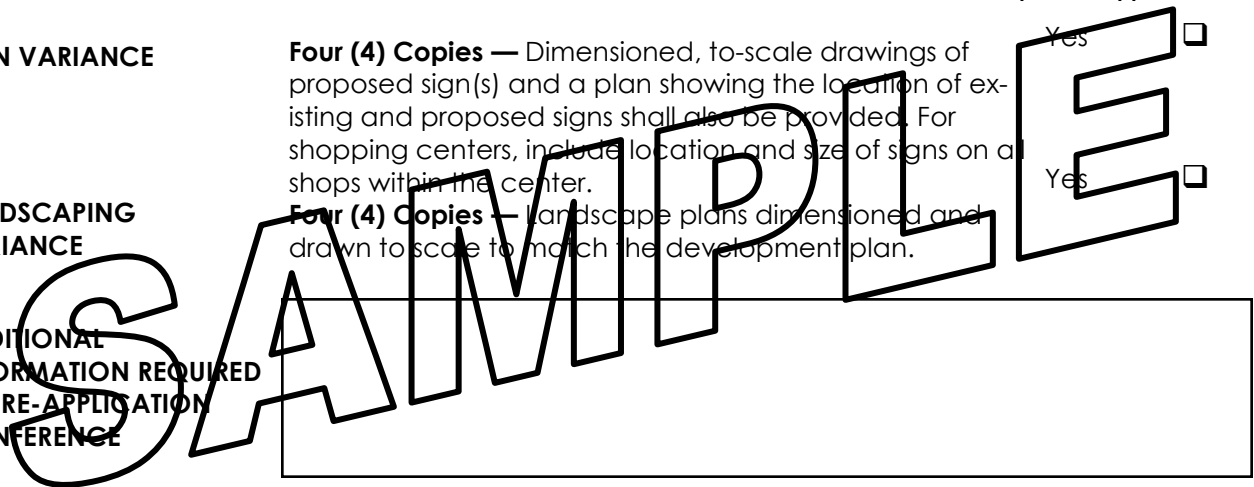 Yes ❑
N VARIANCE
Four (4) Copies — Dimensioned, to-scale drawings of
proposed sign(s) and a plan showing the location of ex-
isting and proposed signs shall also be provided. For
shopping centers, include location and size of signs on all
shops within the center.
Yes ❑
DSCAPING
IANCE
Four (4) Copies — Landscape plans dimensioned and
drawn to scale to match the development plan.
DITIONAL
ORMATION REQUIRED
RE-APPLICATION
NFERENCE
SAMPLE